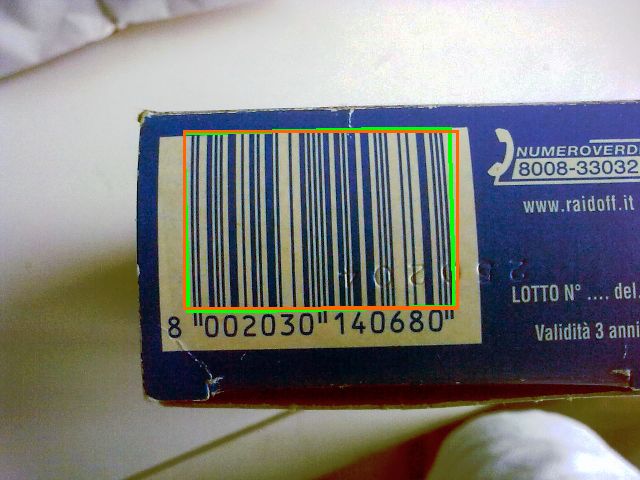 NUMEROVERD
8008-33032
www.raidoff.it
LOTTO N° .... del.
Validità 3 anni
8 "002030"140680"